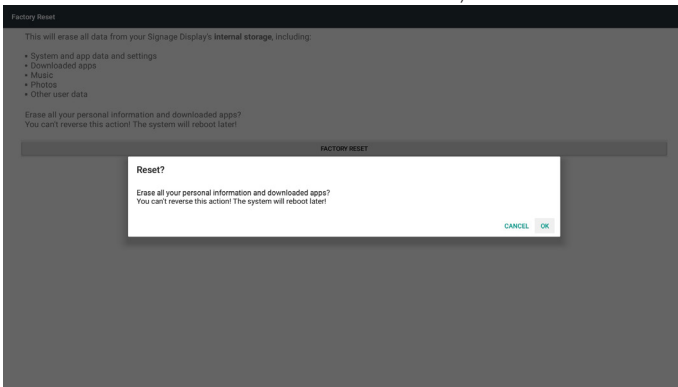 Factory Reset
This will erase all data from your Signage Display's internal storage, including:
• System and app data and settings
• Downloaded apps
• Music
• Photos
• Other user data
Erase all your personal information and downloaded apps?
You can't reverse this action! The system will reboot later!
FACTORY RESET
Reset?
Erase all your personal information and downloaded apps?
You can't reverse this action! The system will reboot later!
CANCEL OK